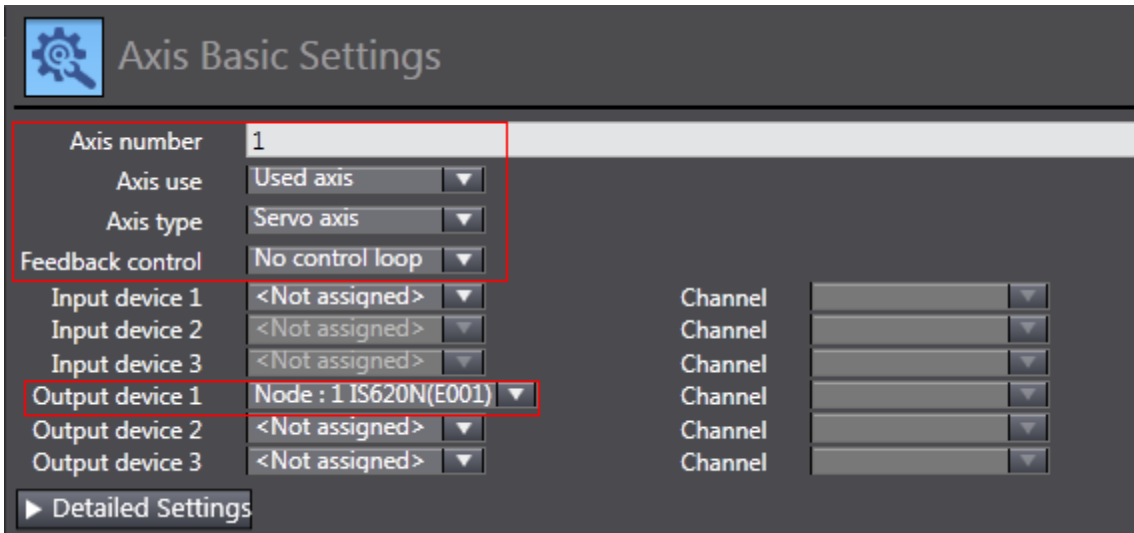 Axis Basic Settings
Axis number 1
Axis use Used axis
Axis type Servo axis
Feedback control No control loop
Input device 1 <Not assigned> Channel
Input device 2 <Not assigned> Channel
Input device 3 <Not assigned> Channel
Output device 1 Node : 1 IS620N(E001) Channel
Output device 2 <Not assigned> Channel
Output device 3 <Not assigned> Channel
Detailed Settings